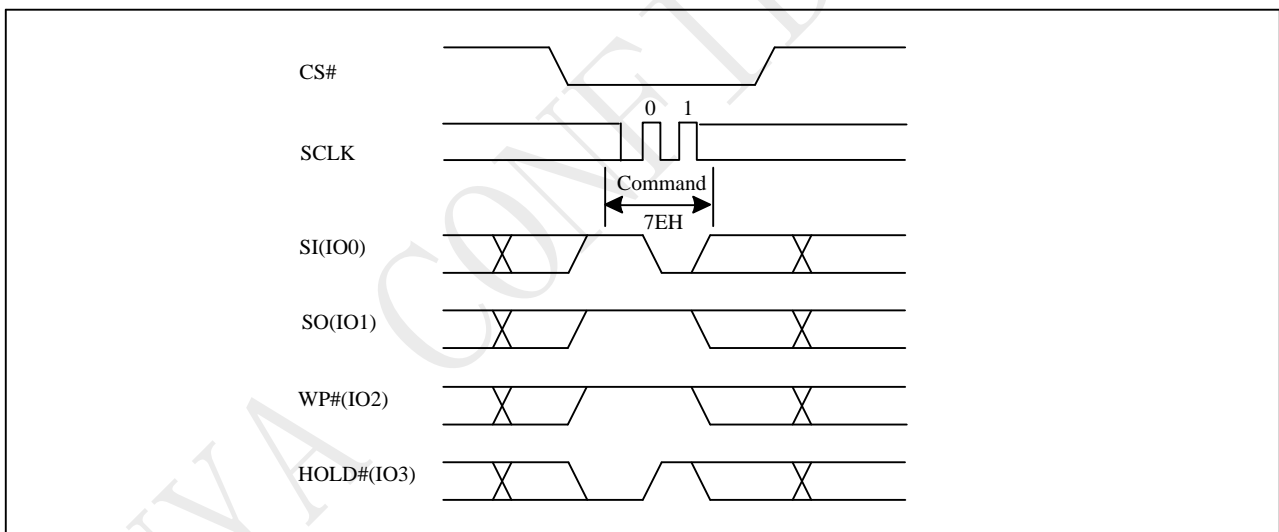 CS#
0 1
SCLK
Command
7EH
SI(IO0)
SO(IO1)
WP#(IO2)
HOLD#(IO3)